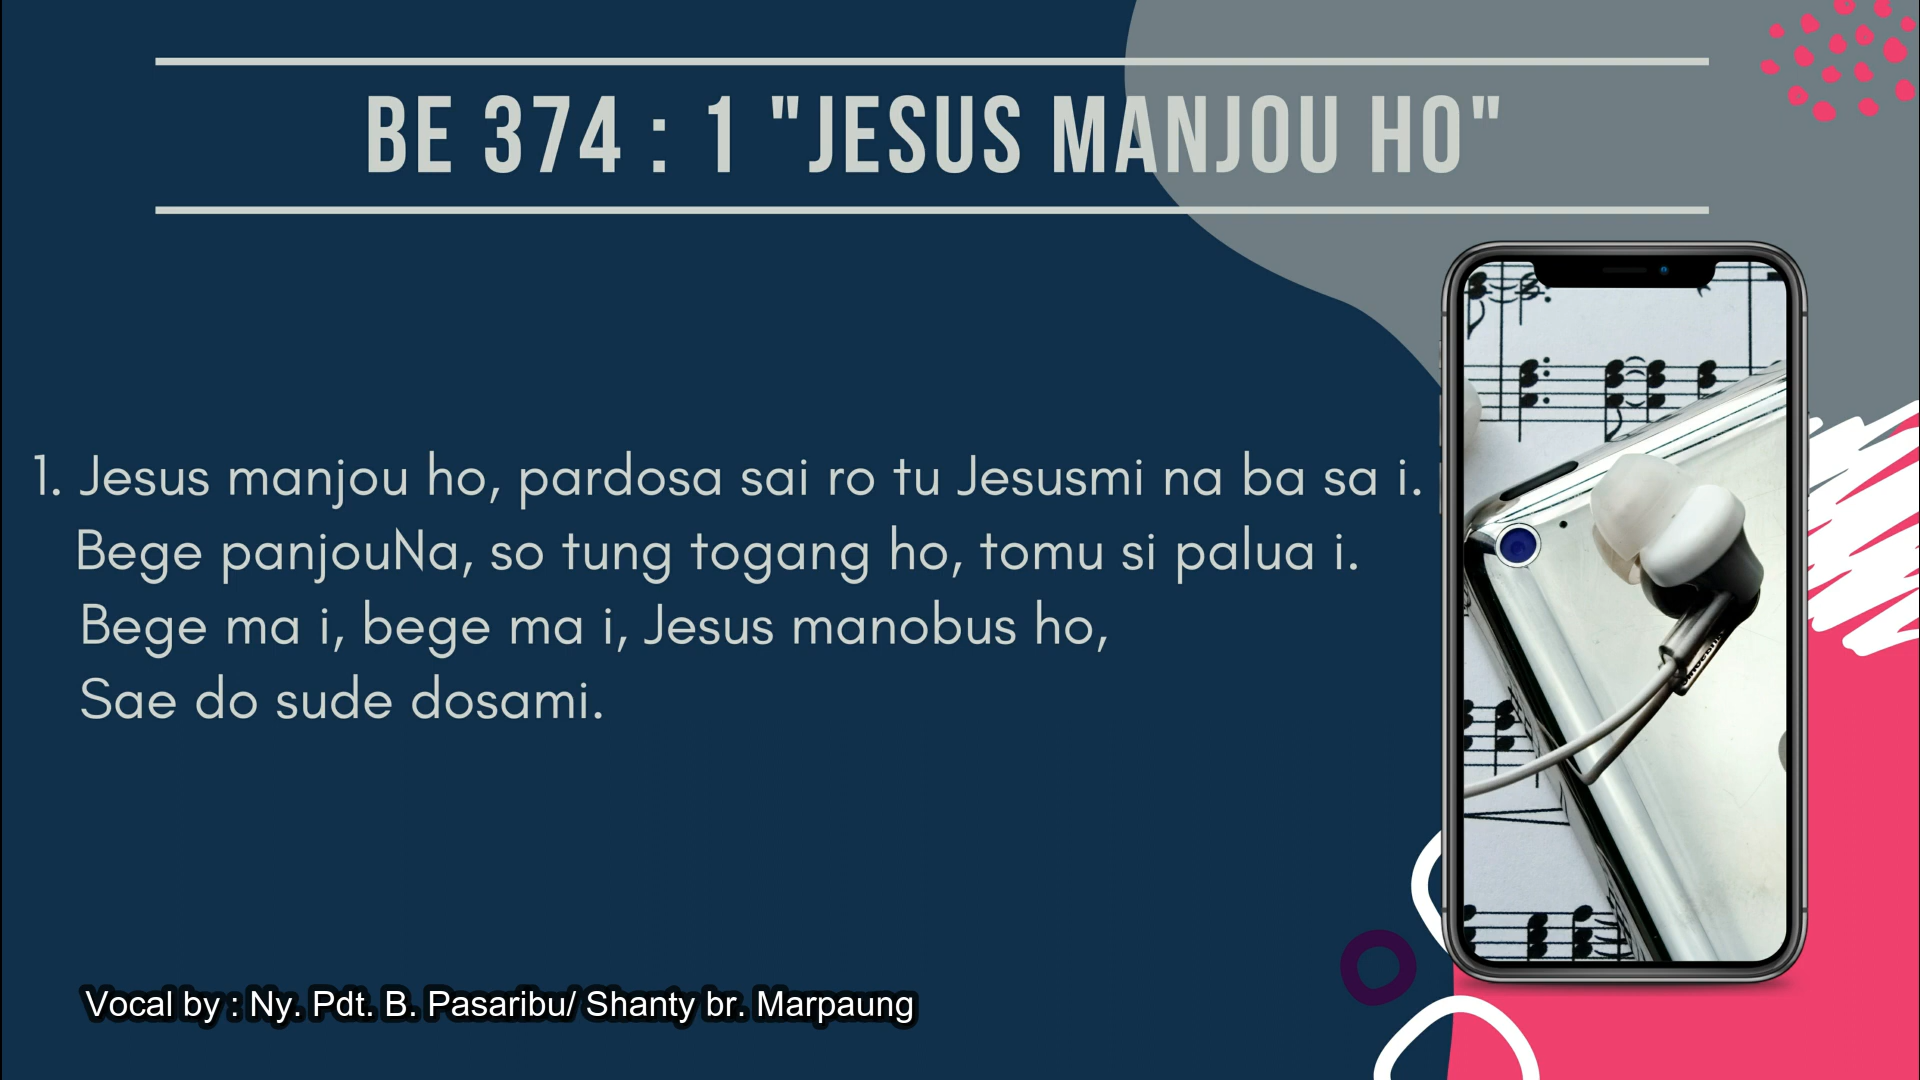 BE 374 : 1 "JESUS MANJOU HO"
1. Jesus manjou ho, pardosa sai ro tu Jesusmi na ba sa i.
Bege panjouNa, so tung togang ho, tomu si palua i.
Bege ma i, bege ma i, Jesus manobus ho,
Sae do sude dosami.
Vocal by : Ny. Pdt. B. Pasaribu/ Shanty br. Marpaung